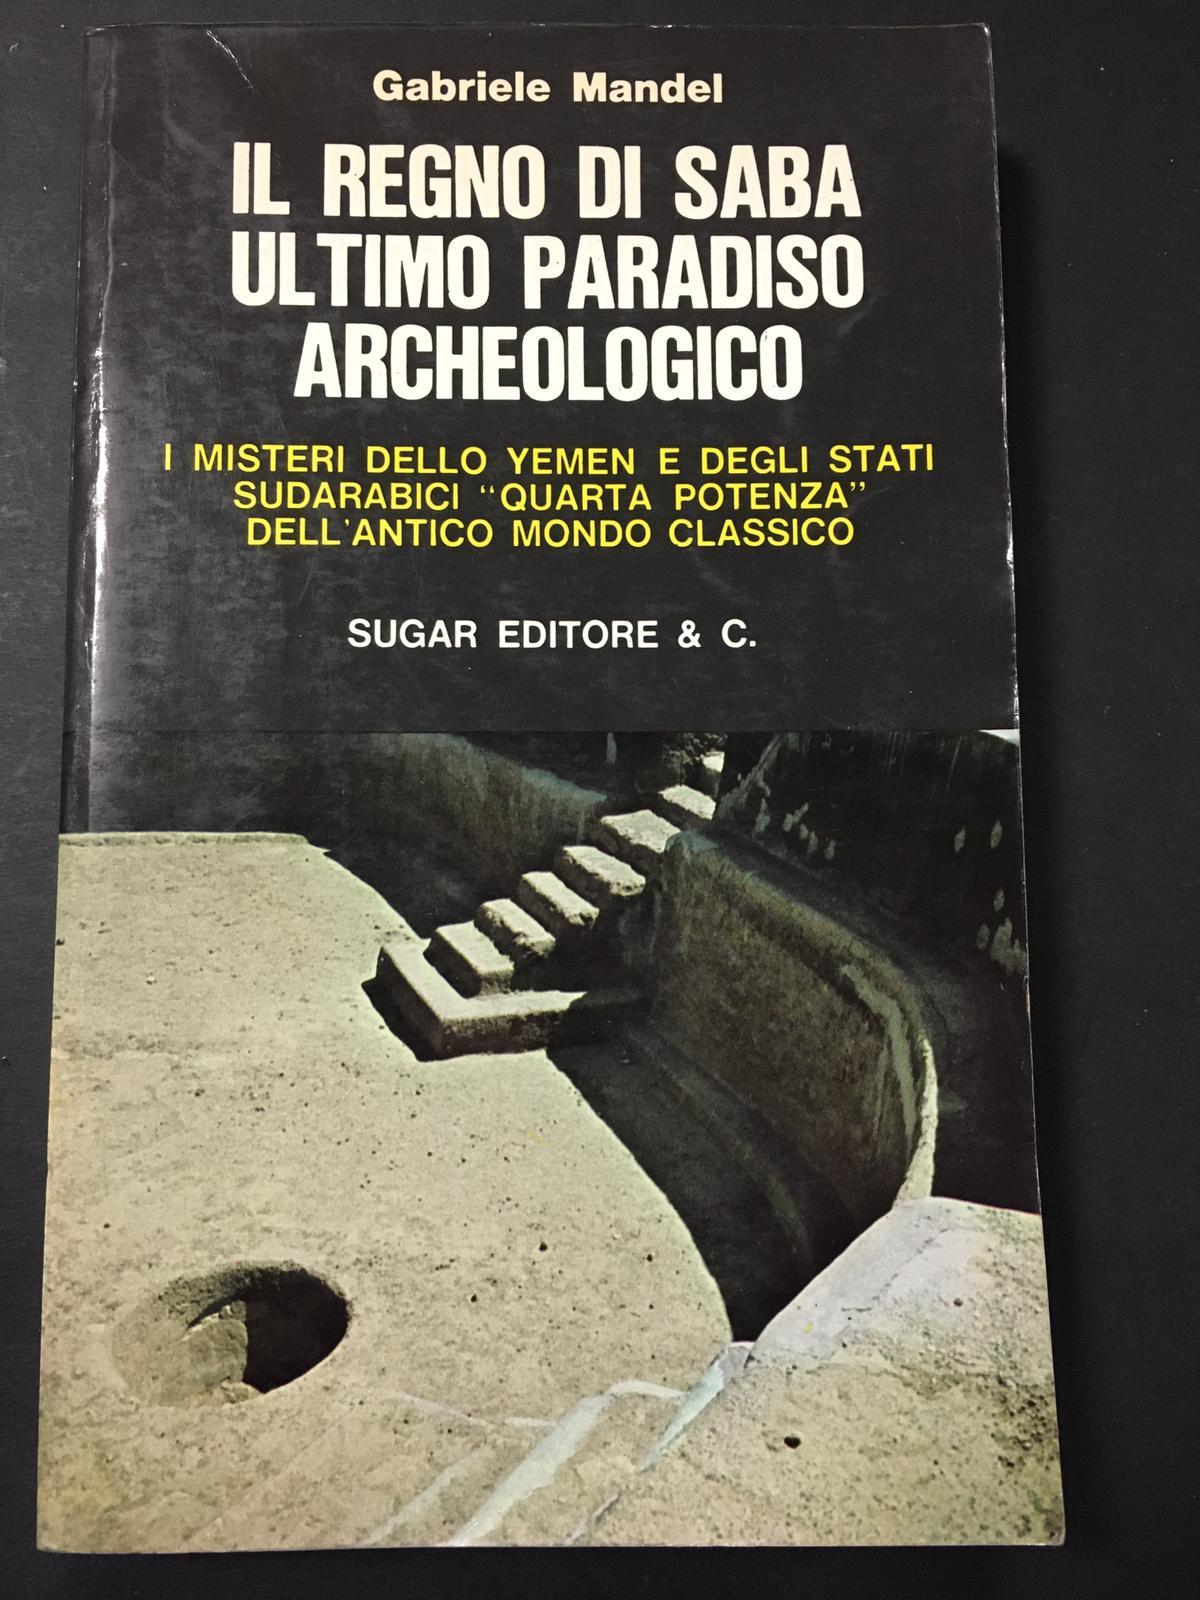 Gabriele Mandel
IL REGNO DI SABA
ULTIMO PARADISO
ARCHEOLOGICO
I MISTERI DELLO YEMEN E DEGLI STATI
SUDARABICI “QUARTA POTENZA”
DELL'ANTICO MONDO CLASSICO
SUGAR EDITORE & C.